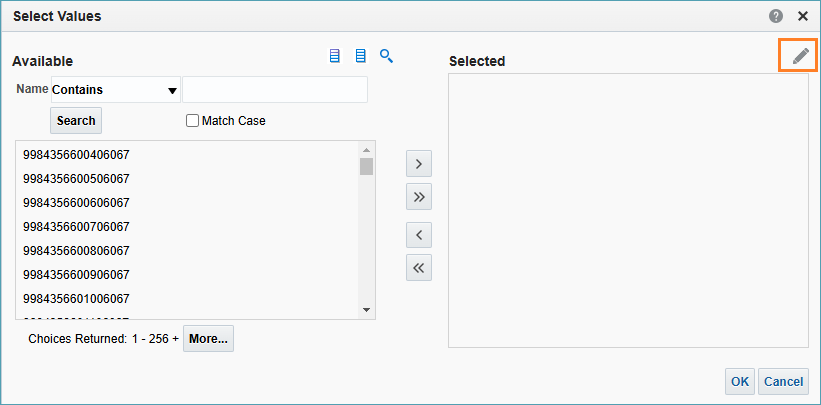 Select Values
Available
Selected
Name Contains
Search
Match Case
9984356600406067
9984356600506067
9984356600606067
9984356600706067
9984356600806067
9984356600906067
9984356601006067
Choices Returned: 1 - 256 + More...
OK Cancel